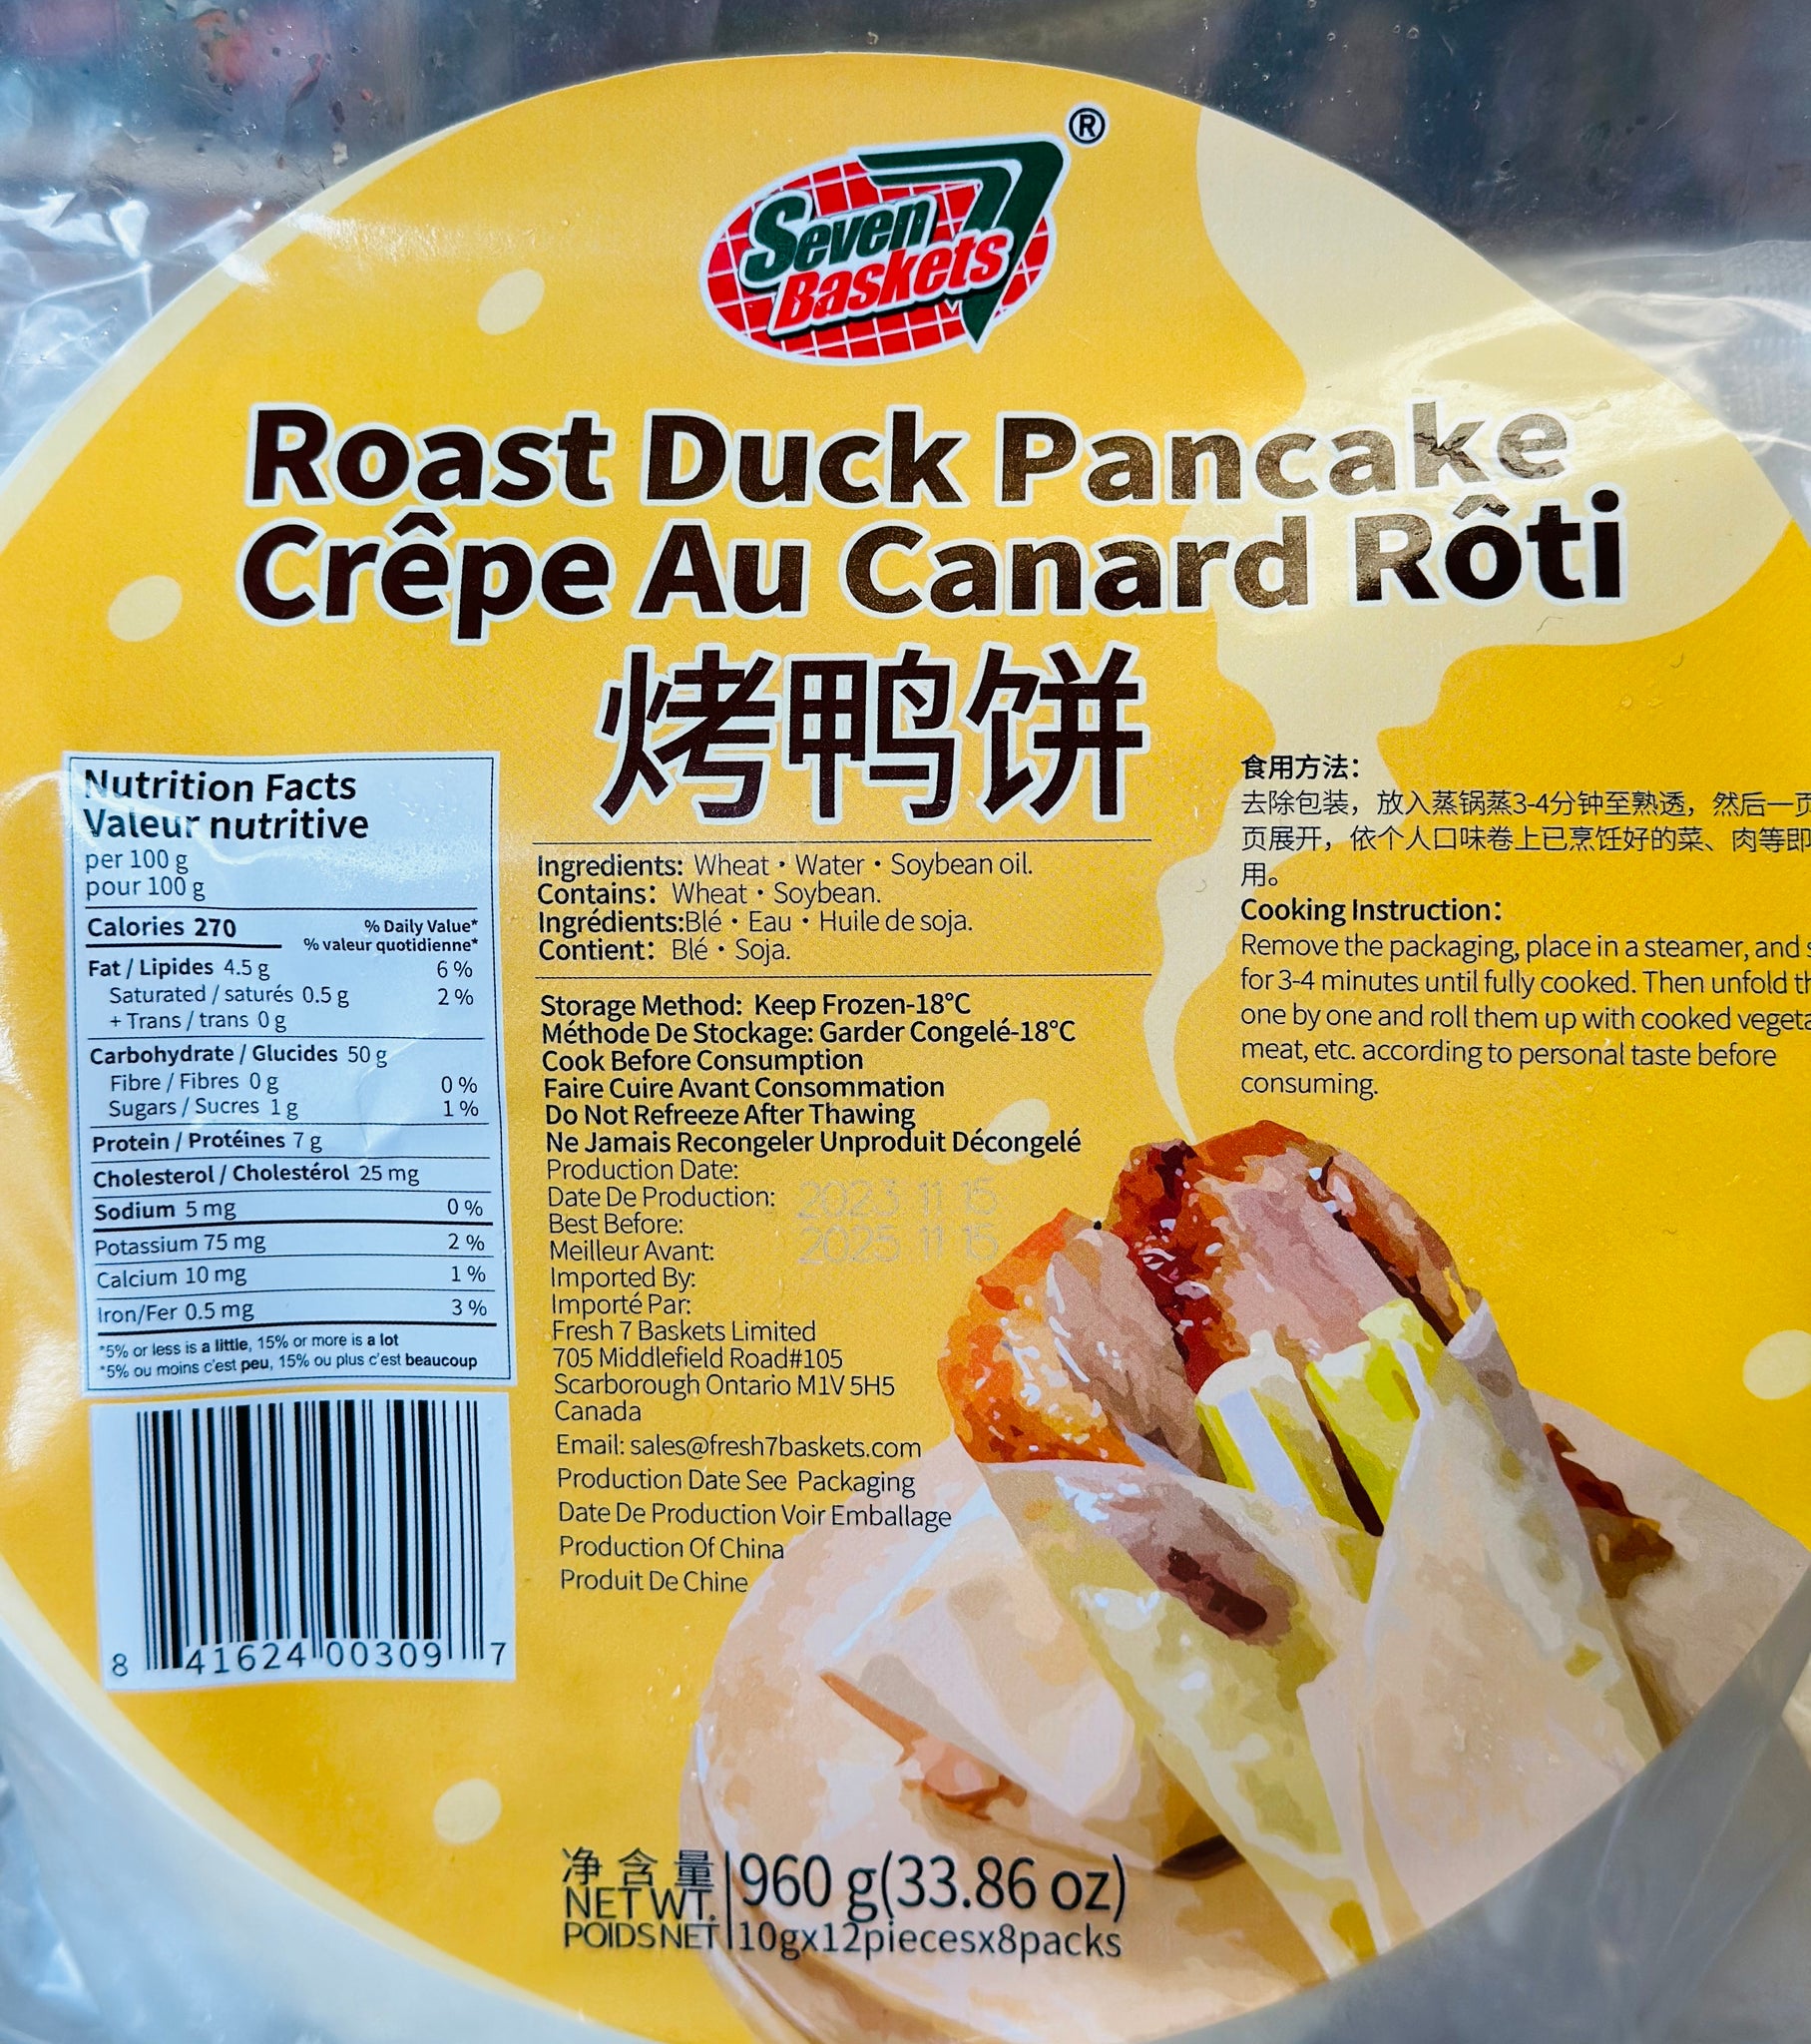 ®
Seven
Baskets
Roast Duck Pancake
Crêpe Au Canard Rôti
烤鸭饼
Nutrition Facts
Valeur nutritive
per 100 g
pour 100 g
Calories 270
% Daily Value*
% valeur quotidienne*
Fat / Lipides 4.5 g 6 %
Saturated / saturés 0.5 g 2 %
+ Trans / trans 0 g
Carbohydrate / Glucides 50 g
Fibre / Fibres 0 g 0 %
Sugars / Sucres 1 g 1 %
Protein / Protéines 7 g
Cholesterol / Cholestérol 25 mg
Sodium 5 mg 0 %
Potassium 75 mg 2 %
Calcium 10 mg 1 %
Iron/Fer 0.5 mg 3 %
*5% or less is a little, 15% or more is a lot
*5% ou moins c'est peu, 15% ou plus c'est beaucoup
8 41624 00309 7
Ingredients: Wheat · Water · Soybean oil.
Contains: Wheat · Soybean.
Ingrédients:Blé · Eau · Huile de soja.
Contient: Blé · Soja.
Storage Method: Keep Frozen-18°C
Méthode De Stockage: Garder Congelé-18°C
Cook Before Consumption
Faire Cuire Avant Consommation
Do Not Refreeze After Thawing
Ne Jamais Recongeler Unproduit Décongelé
Production Date:
Date De Production: 2023 11 15
Best Before:
Meilleur Avant: 2025 11 15
Imported By:
Importé Par:
Fresh 7 Baskets Limited
705 Middlefield Road#105
Scarborough Ontario M1V 5H5
Canada
Email: sales@fresh7baskets.com
Production Date See Packaging
Date De Production Voir Emballage
Production Of China
Produit De Chine
食用方法：
去除包装，放入蒸锅蒸3-4分钟至熟透，然后一页
页展开，依个人口味卷上已烹饪好的菜、肉等即
用。
Cooking Instruction:
Remove the packaging, place in a steamer, and
for 3-4 minutes until fully cooked. Then unfold
one by one and roll them up with cooked
meat, etc. according to personal taste before
consuming.
净含量
NET WT.
POIDS NET
960 g(33.86 oz)
10gx12piecesx8packs